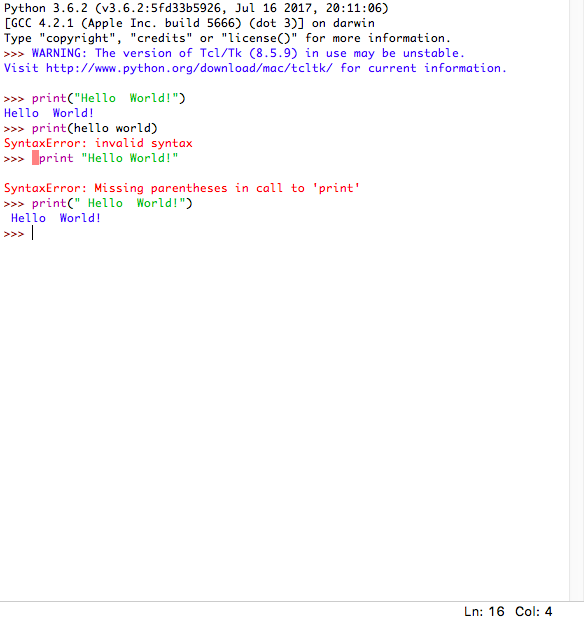 Python 3.6.2 (v3.6.2:5fd33b5926, Jul 16 2017, 20:11:06)
[GCC 4.2.1 (Apple Inc. build 5666) (dot 3)] on darwin
Type "copyright", "credits" or "license()" for more information.
>>> WARNING: The version of Tcl/Tk (8.5.9) in use may be unstable.
Visit http://www.python.org/download/mac/tcltk/ for current information.
>>> print("Hello  World!")
Hello  World!
>>> print(hello world)
SyntaxError: invalid syntax
>>>  print "Hello World!"
SyntaxError: Missing parentheses in call to 'print'
>>> print(" Hello  World!")
 Hello  World!
>>>
Ln: 16 Col: 4